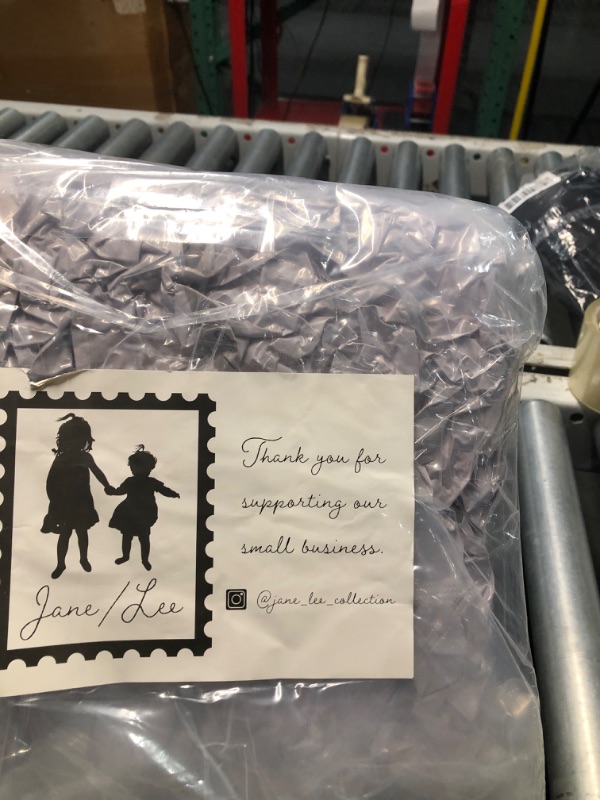 Thank you for
supporting our
small business.
@jane_lee_collection
Jane/Lee